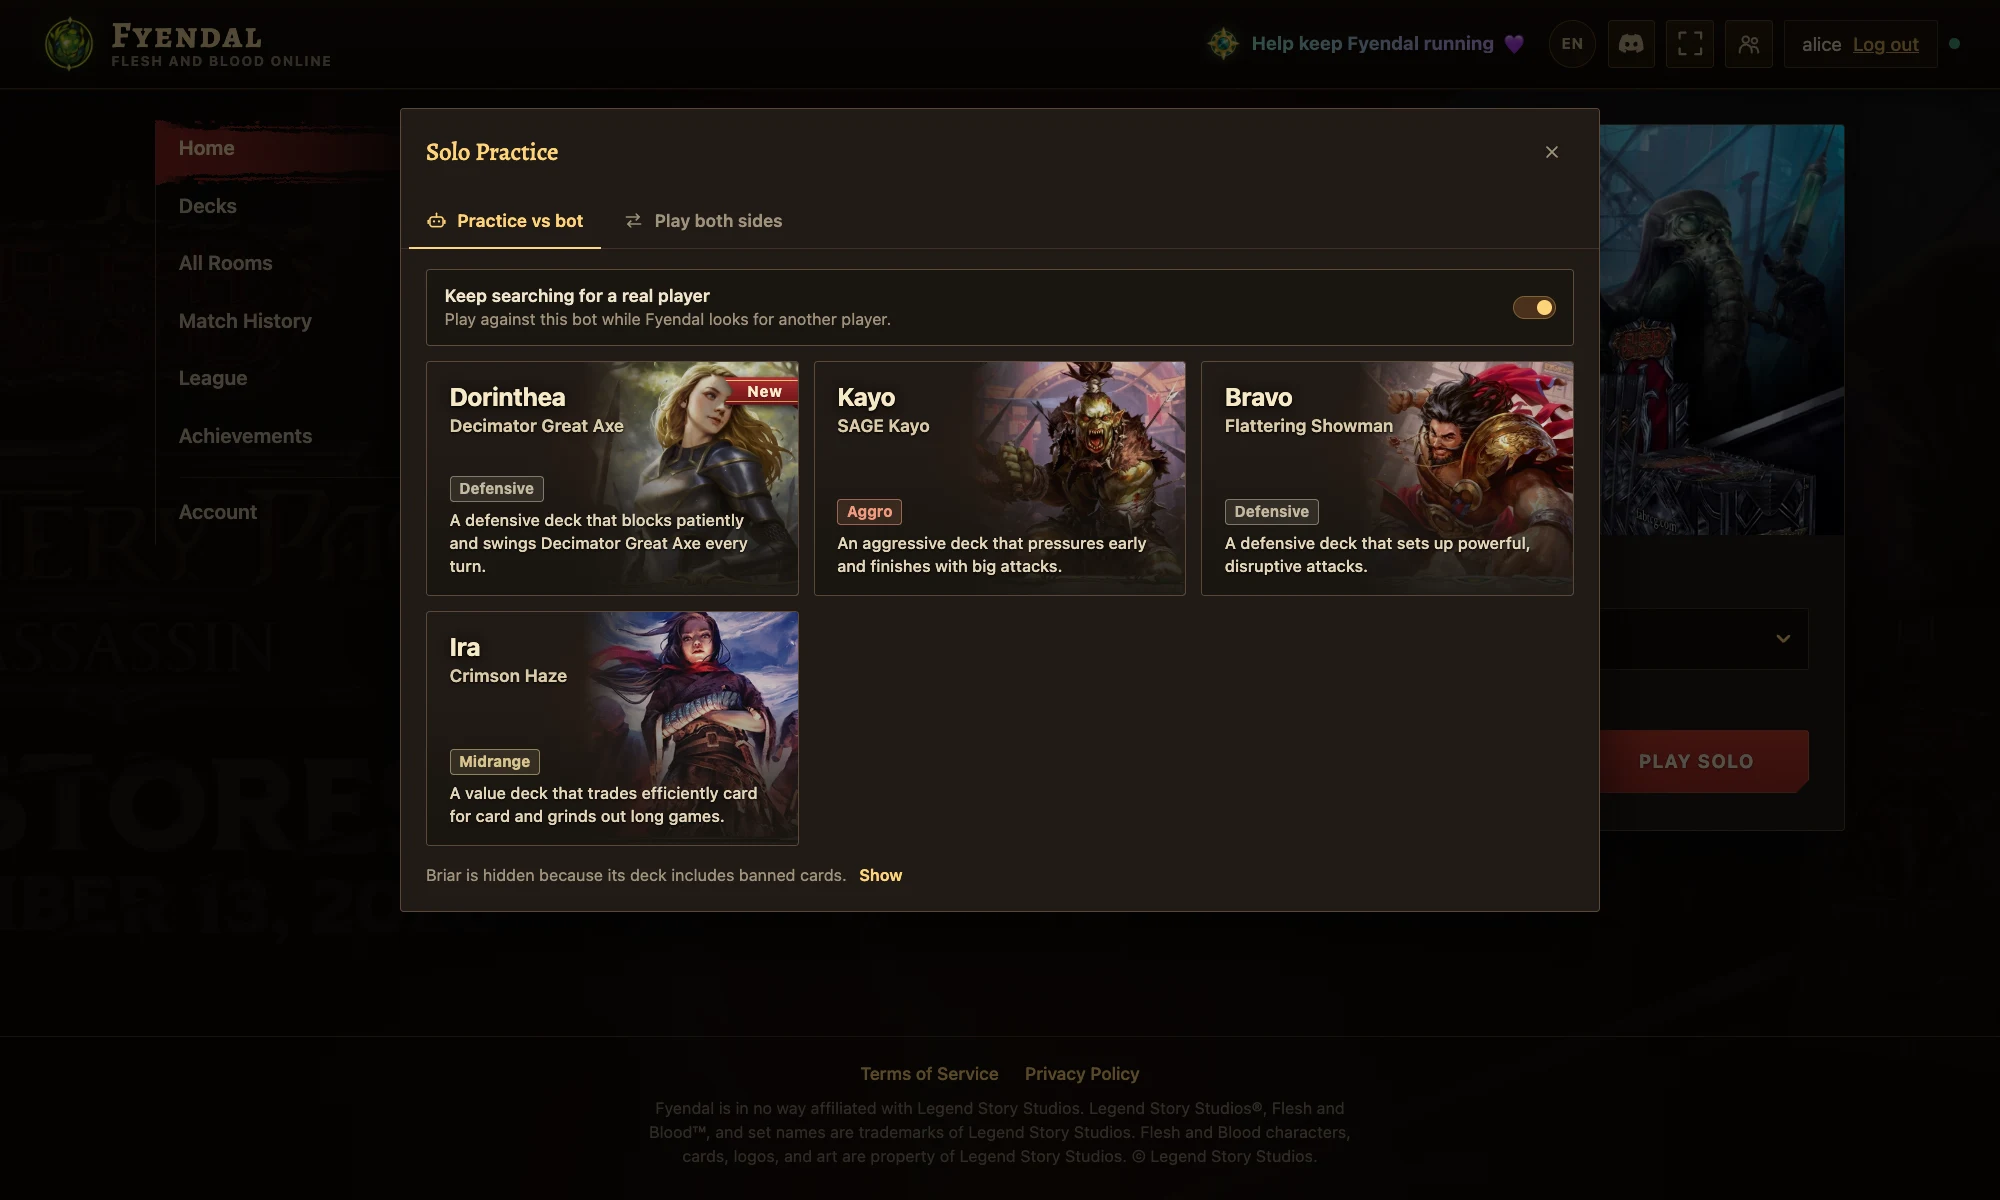 FYENDAL
FLESH AND BLOOD ONLINE
Help keep Fyendal running
EN
alice Log out
Home
Decks
All Rooms
Match History
League
Achievements
Account
Solo Practice
Practice vs bot
Play both sides
Keep searching for a real player
Play against this bot while Fyendal looks for another player.
Dorinthea
New
Decimator Great Axe
Defensive
A defensive deck that blocks patiently
and swings Decimator Great Axe every
turn.
Kayo
SAGE Kayo
Aggro
An aggressive deck that pressures early
and finishes with big attacks.
Bravo
Flattering Showman
Defensive
A defensive deck that sets up powerful,
disruptive attacks.
Ira
Crimson Haze
Midrange
A value deck that trades efficiently card
for card and grinds out long games.
Briar is hidden because its deck includes banned cards. Show
PLAY SOLO
ASSASSIN
STORES
Terms of Service
Privacy Policy
Fyendal is in no way affiliated with Legend Story Studios. Legend Story Studios®, Flesh and
Blood™, and set names are trademarks of Legend Story Studios. Flesh and Blood characters,
cards, logos, and art are property of Legend Story Studios. © Legend Story Studios.